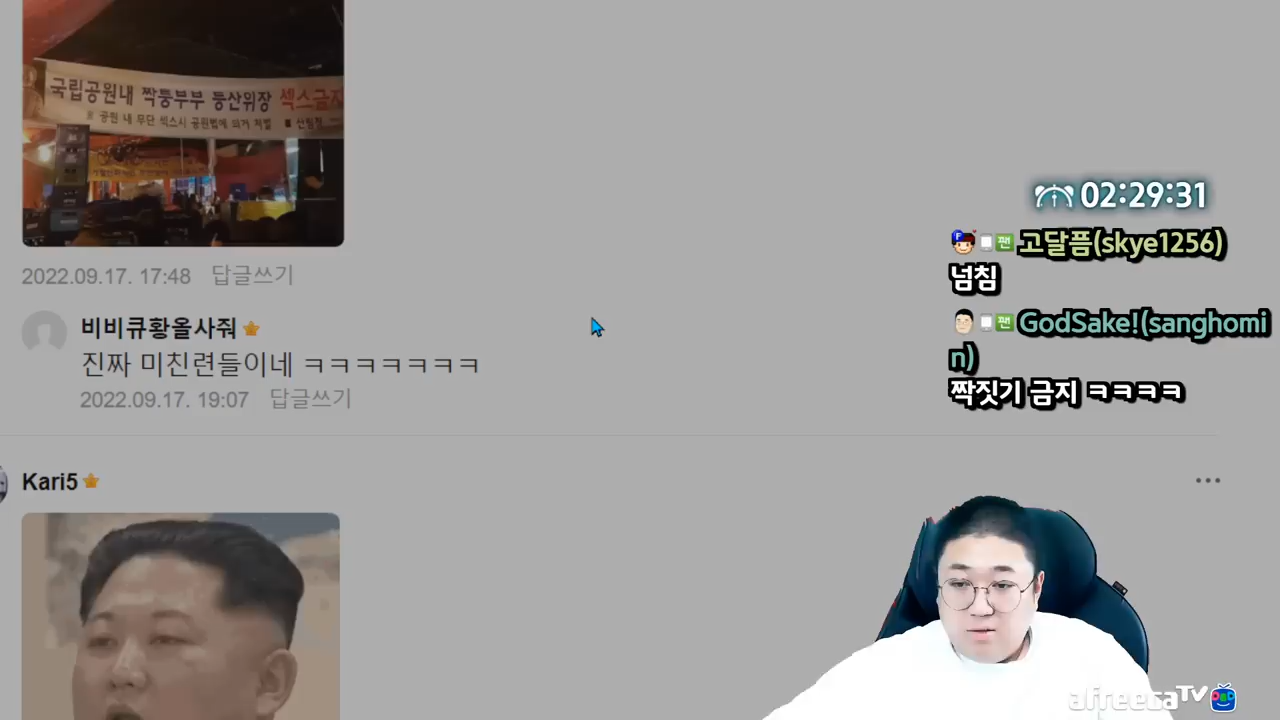 국립공원내 짝퉁부부 등산위장 섹스금지
공원 내 무단 섹스시 공원법에 의거 처벌 ■ 산림청
2022.09.17. 17:48 답글쓰기
비비큐황올사줘
진짜 미친련들이네 ㅋㅋㅋㅋㅋㅋㅋ
2022.09.17. 19:07 답글쓰기
Kari5
02:29:31
고달픔(skye1256)
넘침
GodSake!(sanghomi
n)
짝짓기 금지 ㅋㅋㅋㅋ
afreecaTV